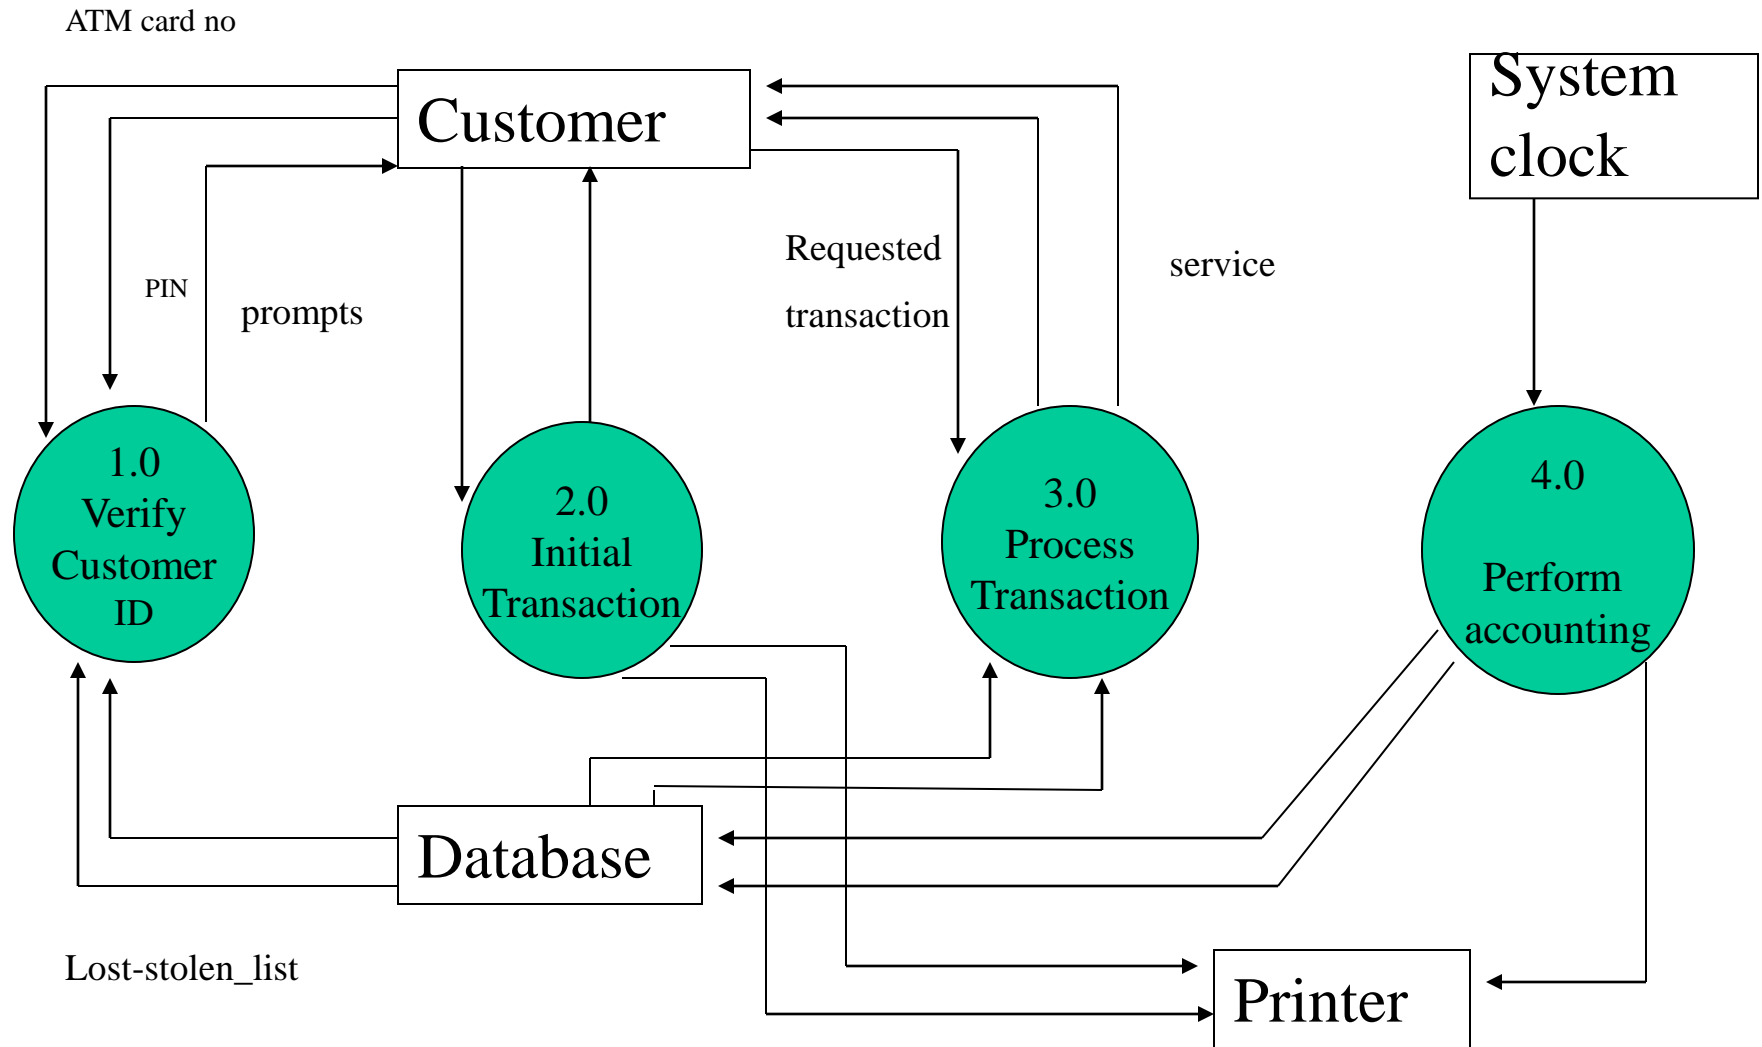 ATM card no
Customer
System
clock
PIN
prompts
Requested
transaction
service
1.0
Verify
Customer
ID
2.0
Initial
Transaction
3.0
Process
Transaction
4.0
Perform
accounting
Database
Lost-stolen_list
Printer